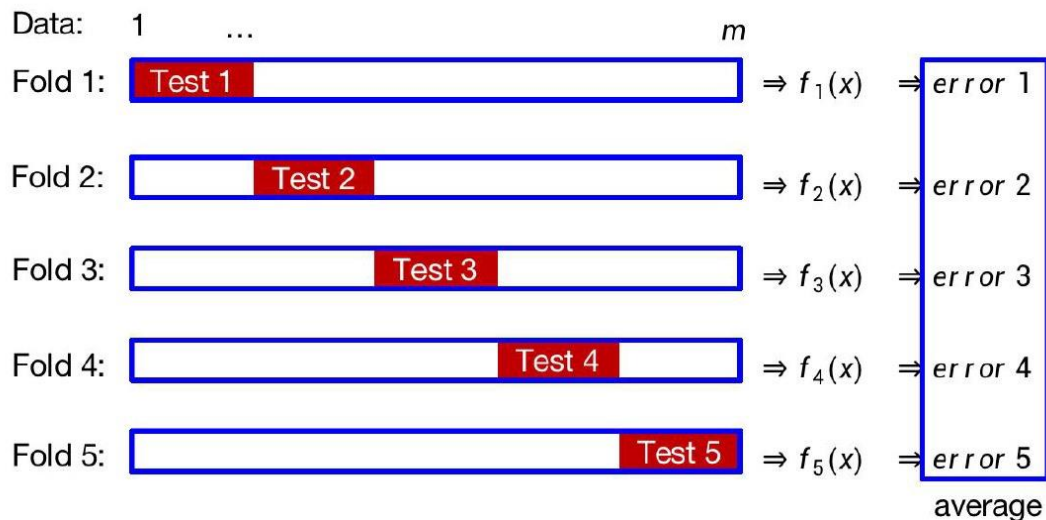 Data: 1 ... m
Fold 1: Test 1 ⇒ f₁(x) ⇒ error 1
Fold 2: Test 2 ⇒ f₂(x) ⇒ error 2
Fold 3: Test 3 ⇒ f₃(x) ⇒ error 3
Fold 4: Test 4 ⇒ f₄(x) ⇒ error 4
Fold 5: Test 5 ⇒ f₅(x) ⇒ error 5
average